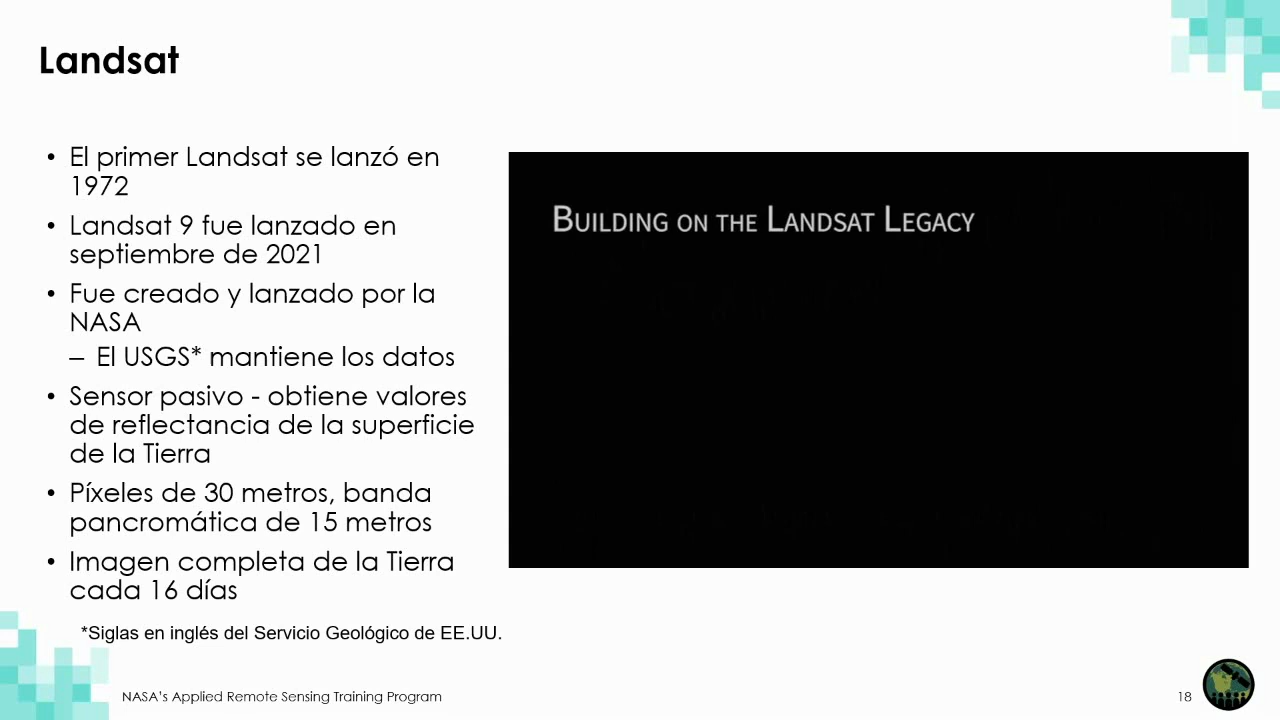 Landsat
• El primer Landsat se lanzó en
1972
• Landsat 9 fue lanzado en
septiembre de 2021
• Fue creado y lanzado por la
NASA
– El USGS* mantiene los datos
• Sensor pasivo - obtiene valores
de reflectancia de la superficie
de la Tierra
• Píxeles de 30 metros, banda
pancromática de 15 metros
• Imagen completa de la Tierra
cada 16 días
*Siglas en inglés del Servicio Geológico de EE.UU.
BUILDING ON THE LANDSAT LEGACY
NASA's Applied Remote Sensing Training Program
18